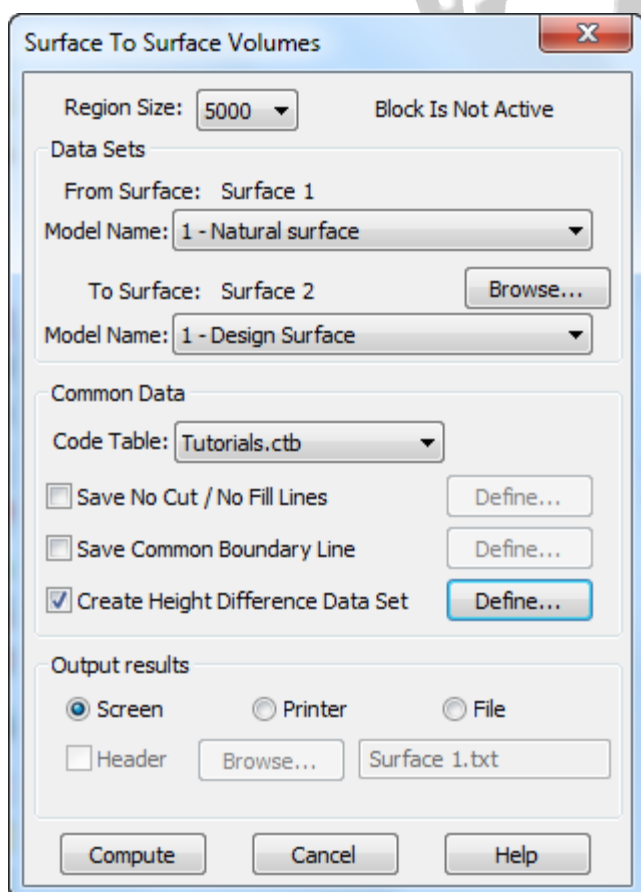 Surface To Surface Volumes
Region Size: 5000 Block Is Not Active
Data Sets
From Surface: Surface 1
Model Name: 1 - Natural surface
To Surface: Surface 2 Browse...
Model Name: 1 - Design Surface
Common Data
Code Table: Tutorials.ctb
Save No Cut / No Fill Lines Define...
Save Common Boundary Line Define...
Create Height Difference Data Set Define...
Output results
Screen Printer File
Header Browse... Surface 1.txt
Compute Cancel Help